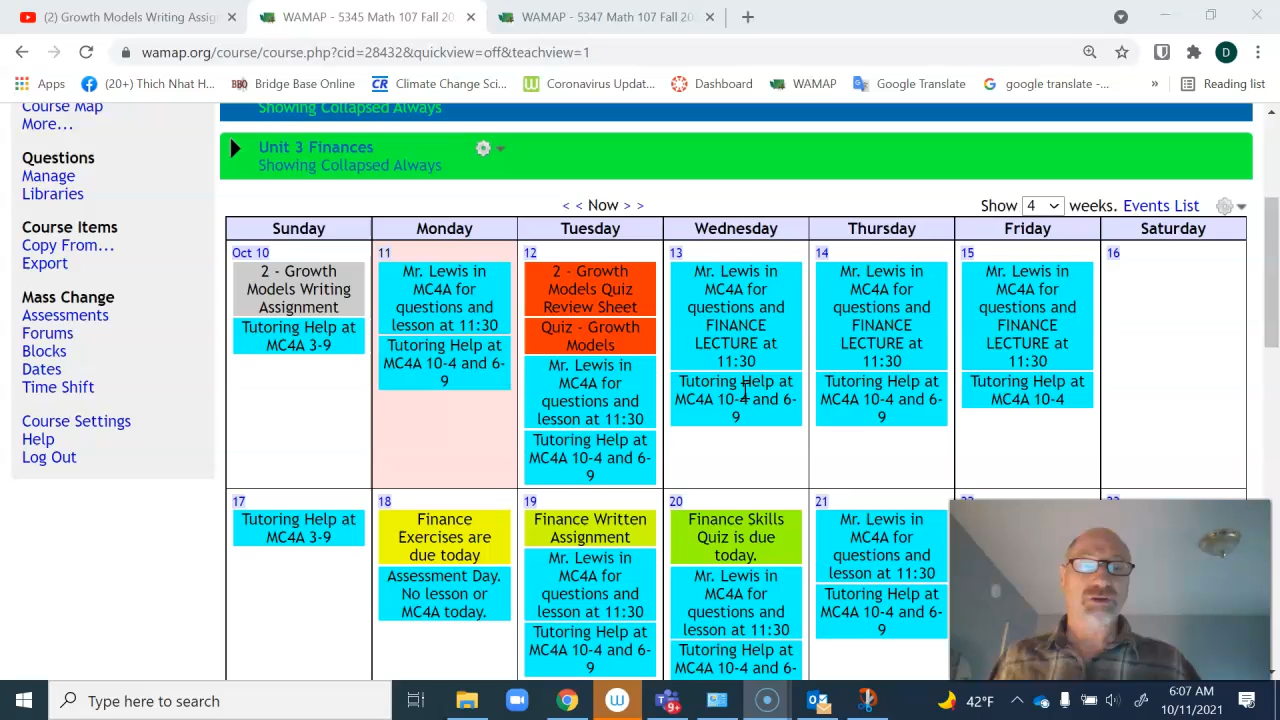 (2) Growth Models Writing Assig
WAMAP - 5345 Math 107 Fall 20
WAMAP - 5347 Math 107 Fall 20
wamap.org/course/course.php?cid=28432&quickview=off&teachview=1
D
Apps
(20+) Thich Nhat H...
BBO Bridge Base Online
CR Climate Change Sci...
Coronavirus Updat...
Dashboard
WAMAP
Google Translate
google translate -...
»
Reading list
Course Map
More...
Questions
Manage
Libraries
Course Items
Copy From...
Export
Mass Change
Assessments
Forums
Blocks
Dates
Time Shift
Course Settings
Help
Log Out
Showing Collapsed Always
Unit 3 Finances
Showing Collapsed Always
< < Now > >
Show 4 weeks. Events List
Sunday Monday Tuesday Wednesday Thursday Friday Saturday
Oct 10
2 - Growth
Models Writing
Assignment
Tutoring Help at
MC4A 3-9
11
Mr. Lewis in
MC4A for
questions and
lesson at 11:30
Tutoring Help at
MC4A 10-4 and 6-
9
12
2 - Growth
Models Quiz
Review Sheet
Quiz - Growth
Models
Mr. Lewis in
MC4A for
questions and
lesson at 11:30
Tutoring Help at
MC4A 10-4 and 6-
9
13
Mr. Lewis in
MC4A for
questions and
FINANCE
LECTURE at
11:30
Tutoring Help at
MC4A 10-4 and 6-
9
14
Mr. Lewis in
MC4A for
questions and
FINANCE
LECTURE at
11:30
Tutoring Help at
MC4A 10-4 and 6-
9
15
Mr. Lewis in
MC4A for
questions and
FINANCE
LECTURE at
11:30
Tutoring Help at
MC4A 10-4
16
17
Tutoring Help at
MC4A 3-9
18
Finance
Exercises are
due today
Assessment Day.
No lesson or
MC4A today.
19
Finance Written
Assignment
Mr. Lewis in
MC4A for
questions and
lesson at 11:30
Tutoring Help at
MC4A 10-4 and 6-
9
20
Finance Skills
Quiz is due
today.
Mr. Lewis in
MC4A for
questions and
lesson at 11:30
Tutoring Help at
MC4A 10-4 and 6-
21
Mr. Lewis in
MC4A for
questions and
lesson at 11:30
Tutoring Help at
MC4A 10-4 and 6-
9
Type here to search
42°F
6:07 AM
10/11/2021